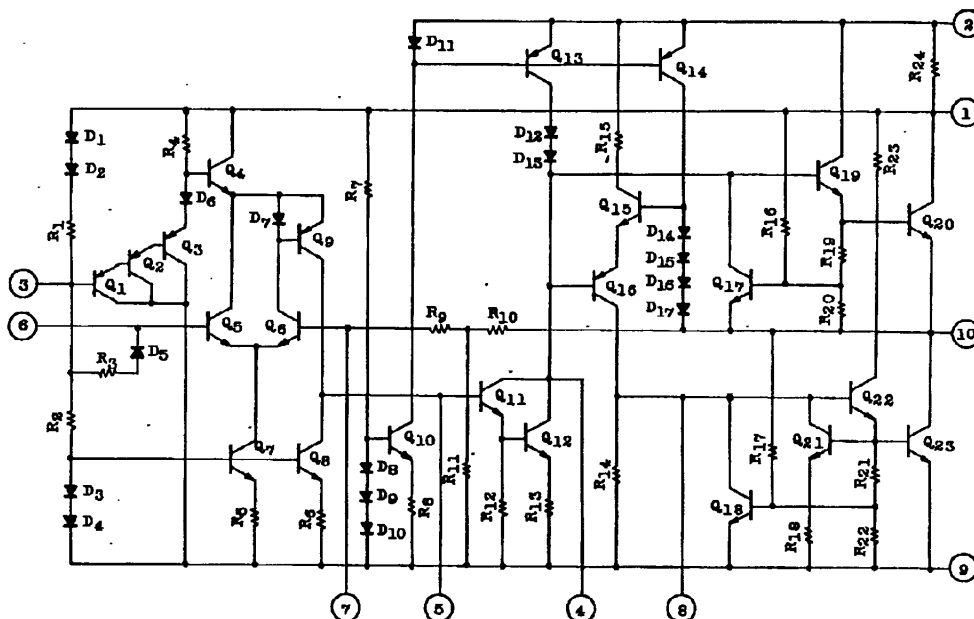 2
D11
Q13
Q14
R24
1
D1
R4
D12
R15
R23
D2
Q4
D13
Q19
D6
R7
Q15
R16
Q20
R1
Q3
D7
Q9
D14
R19
Q2
D15
3
Q1
Q16
D16
Q17
R20
6
Q5
Q6
R9
R10
D17
10
R3
D5
Q11
Q22
R2
Q7
Q8
Q10
Q12
R17
Q21
Q23
D3
D8
R11
R14
R21
D4
R5
R6
D9
R8
R12
R13
Q18
D10
R18
R22
9
7
5
4
8